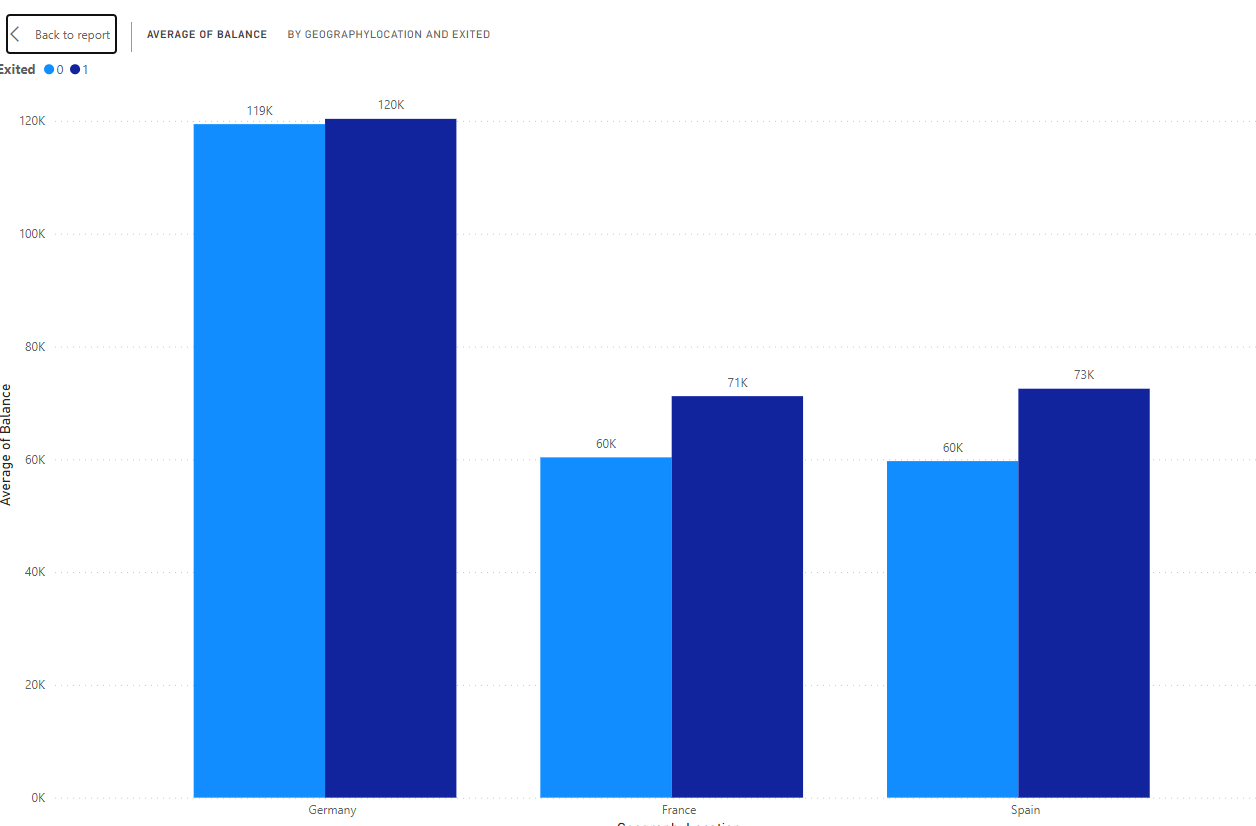 Back to report
AVERAGE OF BALANCE BY GEOGRAPHYLOCATION AND EXITED
Exited 0 1
119K
120K
120K
100K
80K
73K
71K
60K
60K
60K
40K
20K
0K
Average of Balance
Germany France Spain